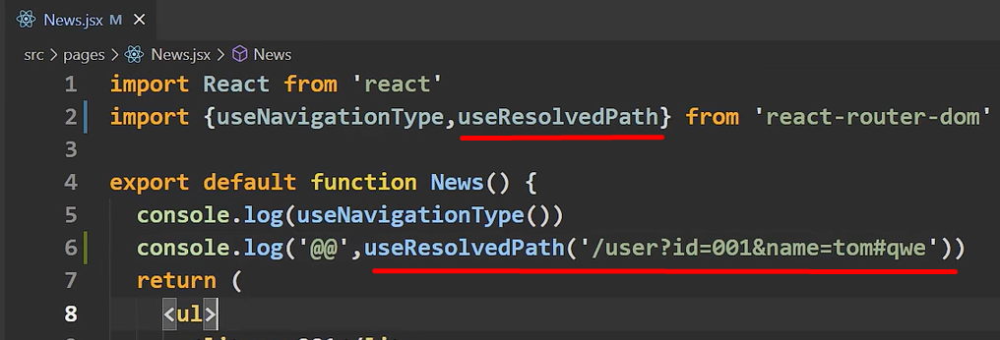 News.jsx M ×
src > pages > News.jsx > News
1 import React from 'react'
2 import {useNavigationType,useResolvedPath} from 'react-router-dom'
3
4 export default function News() {
5 console.log(useNavigationType())
6 console.log('@@',useResolvedPath('/user?id=001&name=tom#qwe'))
7 return (
8 <ul>